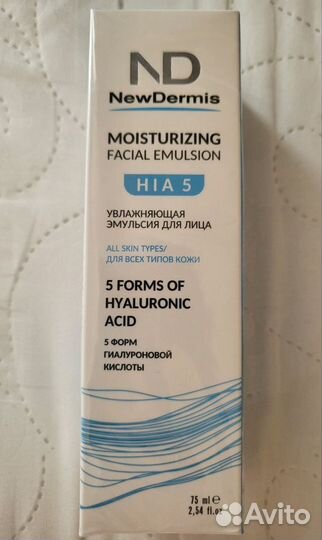 ND
NewDermis
MOISTURIZING
FACIAL EMULSION
HIA 5
УВЛАЖНЯЮЩАЯ
ЭМУЛЬСИЯ ДЛЯ ЛИЦА
ALL SKIN TYPES/
ДЛЯ ВСЕХ ТИПОВ КОЖИ
5 FORMS OF
HYALURONIC
ACID
5 ФОРМ
ГИАЛУРОНОВОЙ
КИСЛОТЫ
75 ml ℮
2,54 fl.oz
Avito